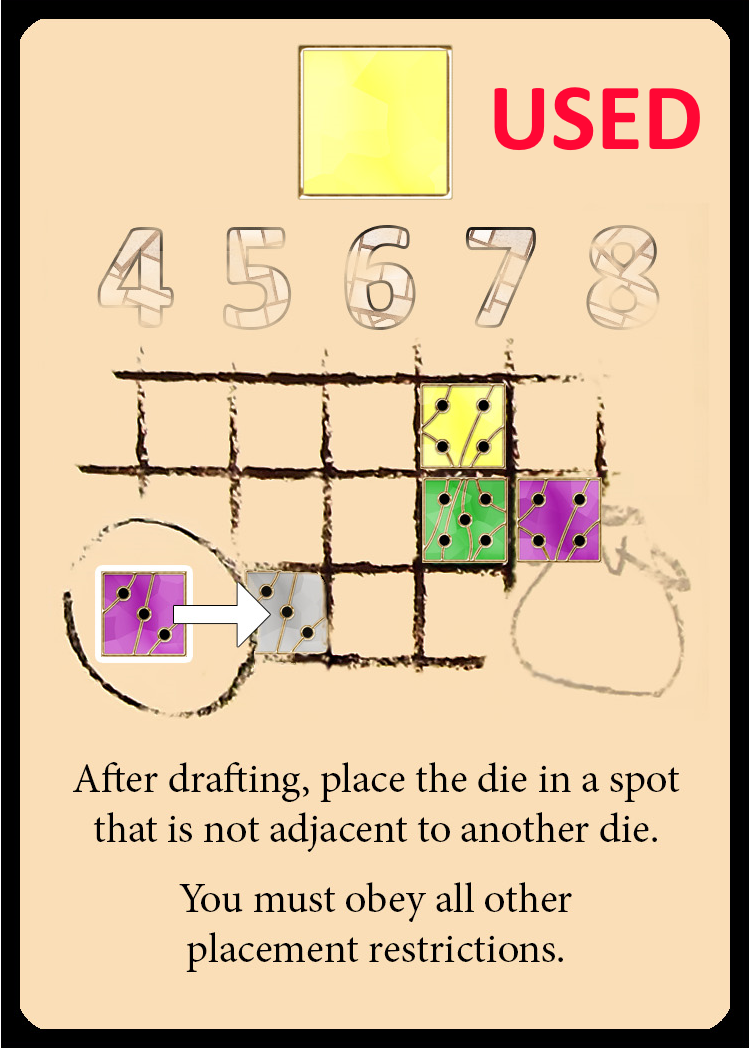 USED
4 5 6 7 8
After drafting, place the die in a spot
that is not adjacent to another die.
You must obey all other
placement restrictions.